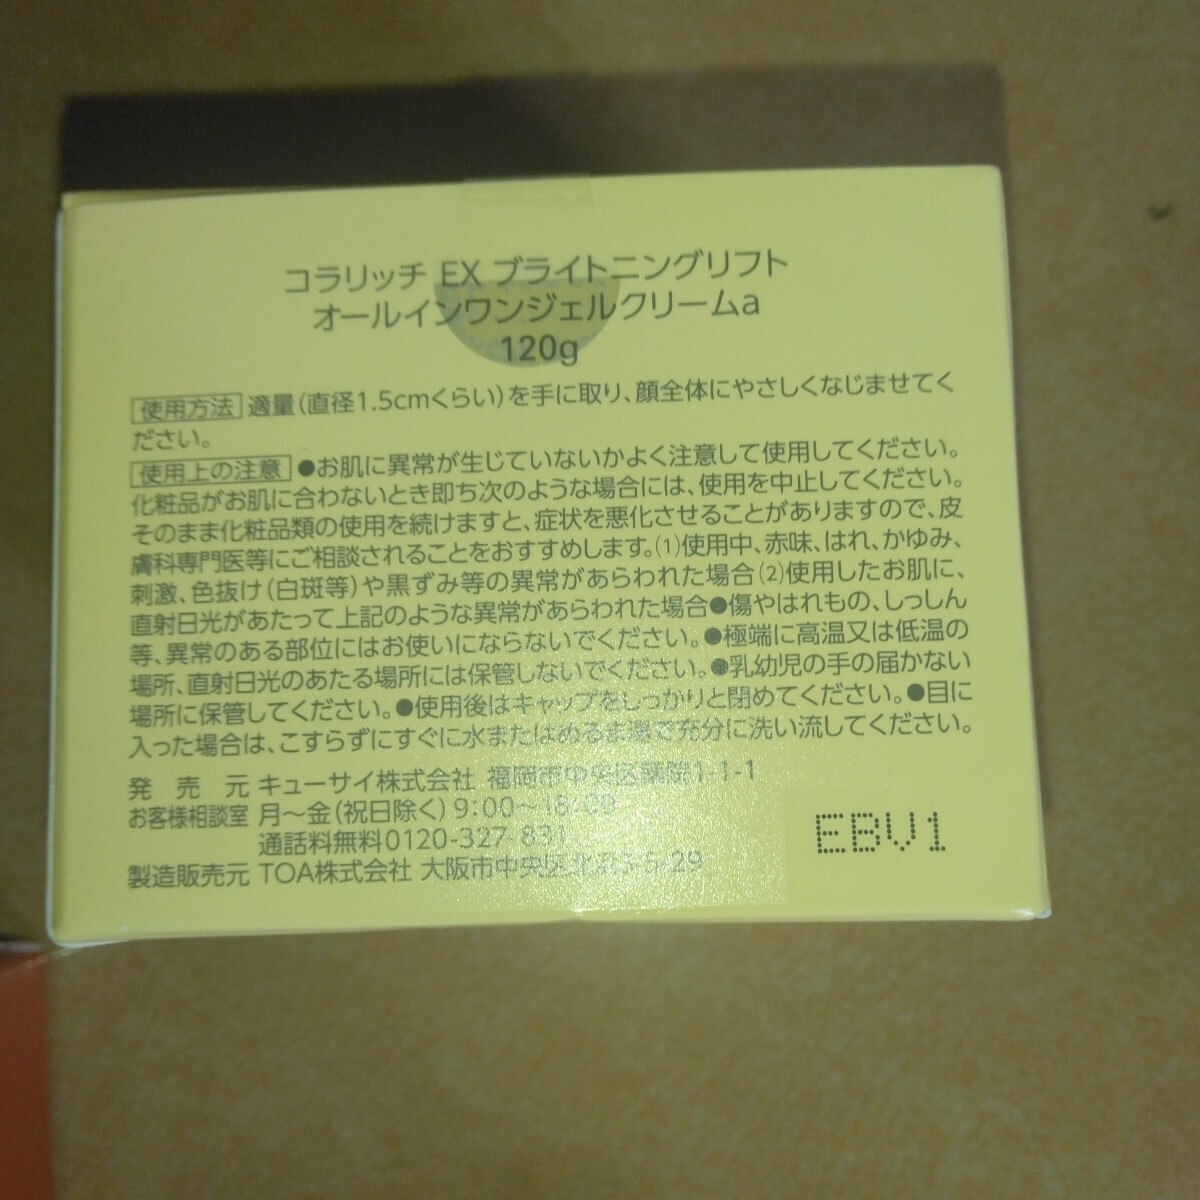 コラリッチ EX ブライトニングリフト
オールインワンジェルクリームa
120g
使用方法 適量(直径1.5cmくらい)を手に取り、顔全体にやさしくなじませてく
ださい。
使用上の注意 ●お肌に異常が生じていないかよく注意して使用してください。
化粧品がお肌に合わないとき即ち次のような場合には、使用を中止してください。
そのまま化粧品類の使用を続けますと、症状を悪化させることがありますので、皮
膚科専門医等にご相談されることをおすすめします。(1)使用中、赤味、はれ、かゆみ、
刺激、色抜け(白斑等)や黒ずみ等の異常があらわれた場合(2)使用したお肌に、
直射日光があたって上記のような異常があらわれた場合●傷やはれもの、しっしん
等、異常のある部位にはお使いにならないでください。●極端に高温又は低温の
場所、直射日光のあたる場所には保管しないでください。●乳幼児の手の届かない
場所に保管してください。●使用後はキャップをしっかりと閉めてください。●目に
入った場合は、こすらずにすぐに水またはぬるま湯で充分に洗い流してください。
発売元 キューサイ株式会社 福岡市中央区薬院1-1-1
お客様相談室 月～金(祝日除く) 9:00～18:00
通話料無料0120-327-831
製造販売元 TOA株式会社 大阪市中央区北浜3-5-29
EBV1